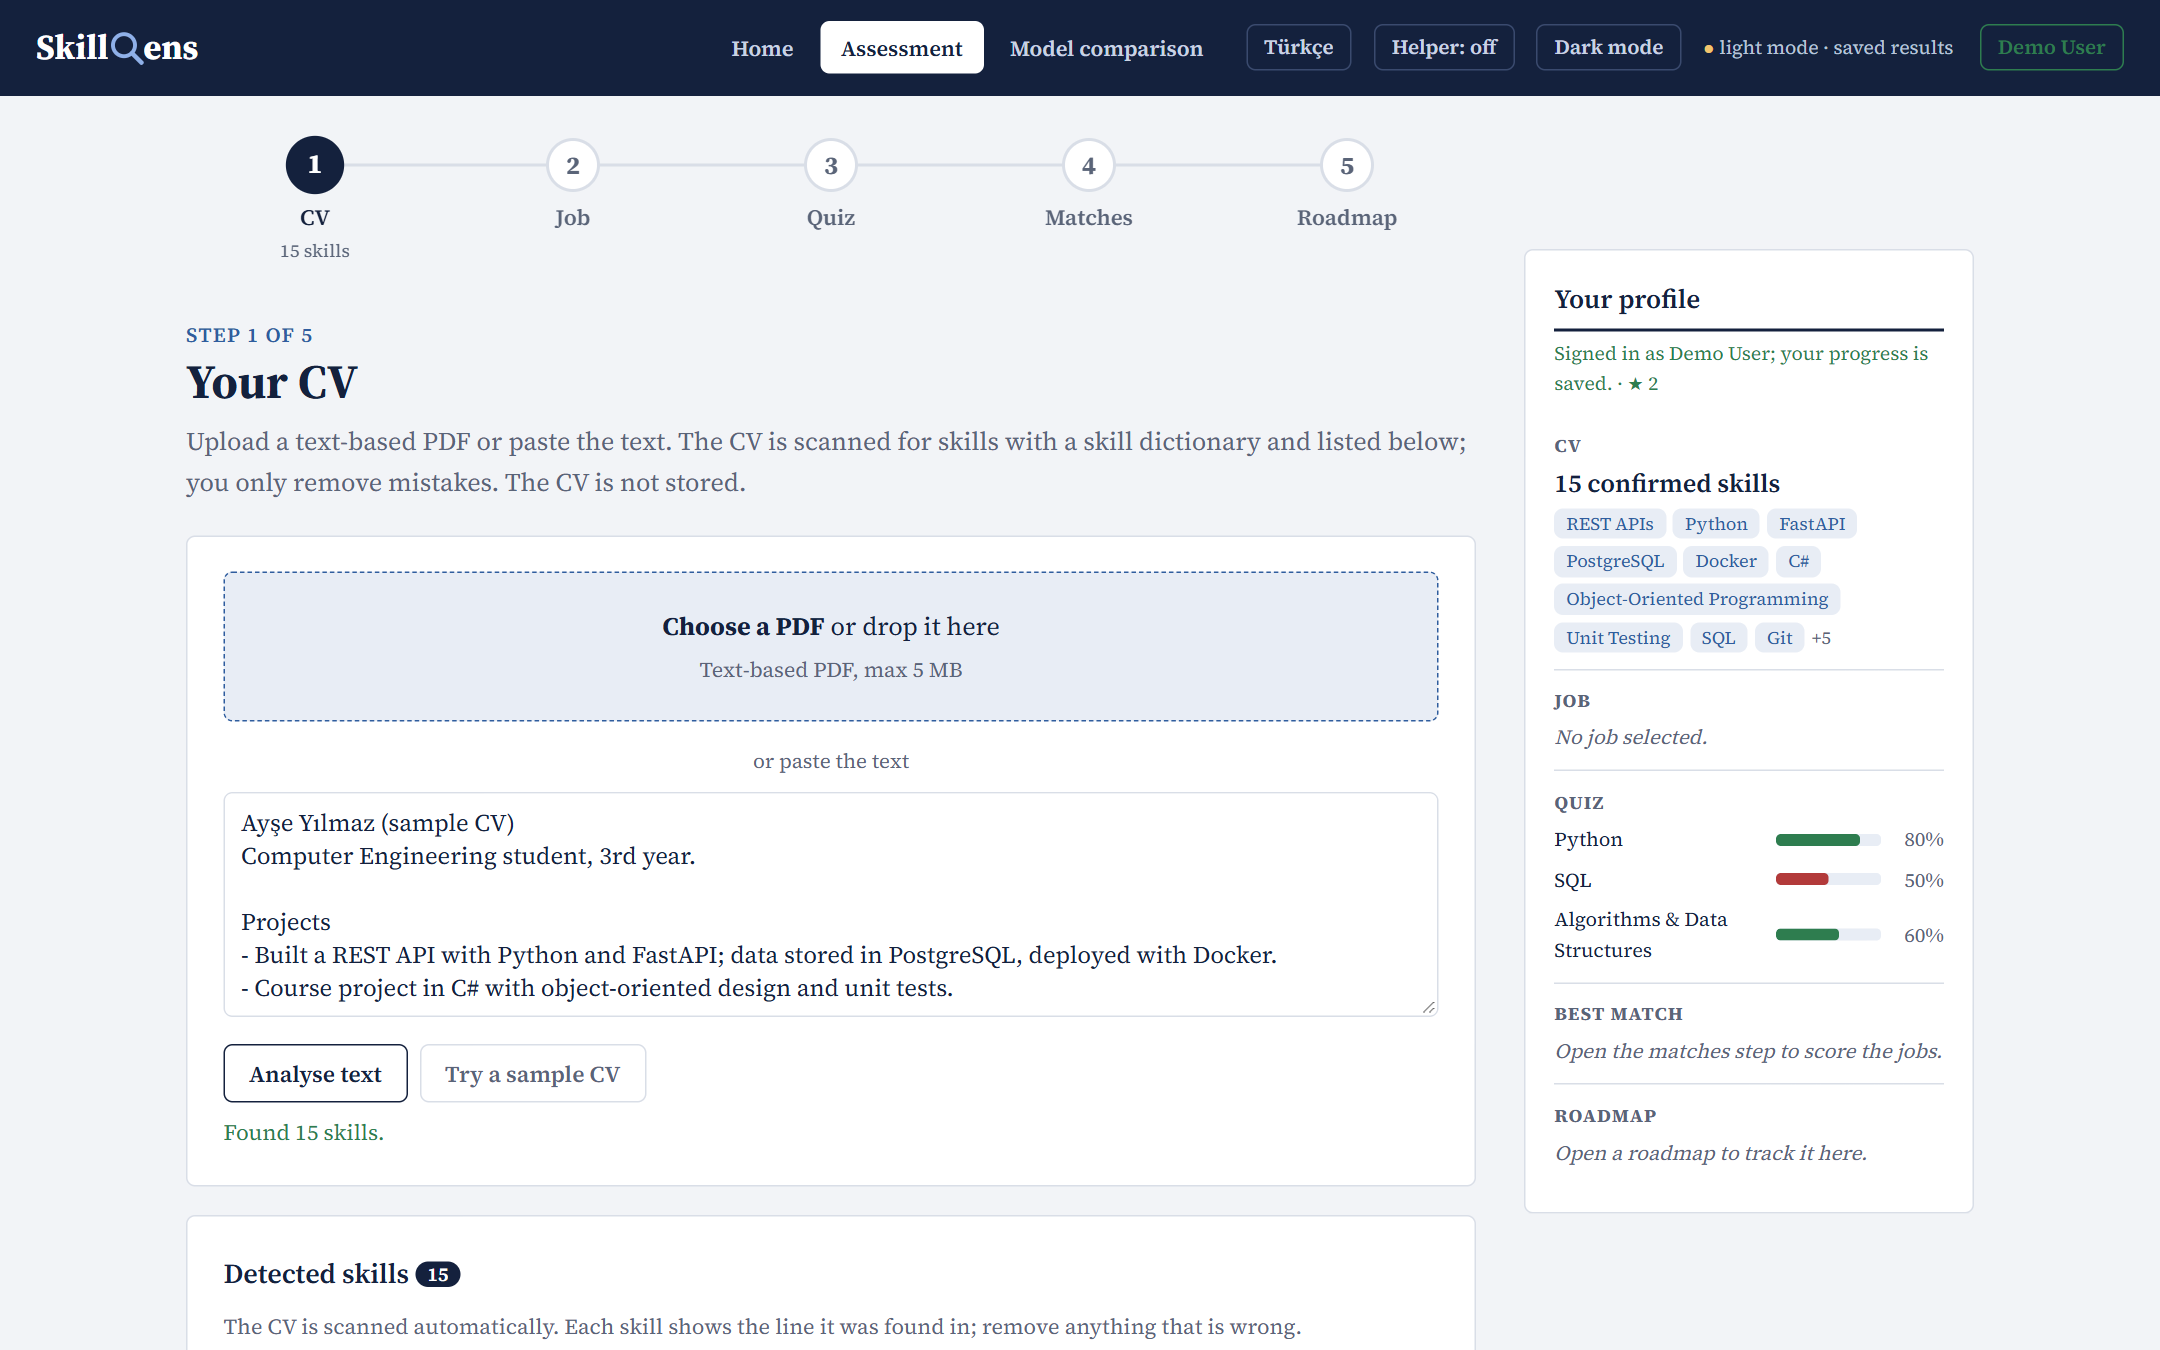 SkillLens
Home
Assessment
Model comparison
Türkçe
Helper: off
Dark mode
● light mode · saved results
Demo User
1
2
3
4
5
CV
Job
Quiz
Matches
Roadmap
15 skills
STEP 1 OF 5
Your CV
Upload a text-based PDF or paste the text. The CV is scanned for skills with a skill dictionary and listed below;
you only remove mistakes. The CV is not stored.
Choose a PDF or drop it here
Text-based PDF, max 5 MB
or paste the text
Ayşe Yılmaz (sample CV)
Computer Engineering student, 3rd year.
Projects
- Built a REST API with Python and FastAPI; data stored in PostgreSQL, deployed with Docker.
- Course project in C# with object-oriented design and unit tests.
Analyse text
Try a sample CV
Found 15 skills.
Detected skills 15
The CV is scanned automatically. Each skill shows the line it was found in; remove anything that is wrong.
Your profile
Signed in as Demo User; your progress is
saved. · ★ 2
CV
15 confirmed skills
REST APIs Python FastAPI
PostgreSQL Docker C#
Object-Oriented Programming
Unit Testing SQL Git +5
JOB
No job selected.
QUIZ
Python 80%
SQL 50%
Algorithms & Data
Structures 60%
BEST MATCH
Open the matches step to score the jobs.
ROADMAP
Open a roadmap to track it here.